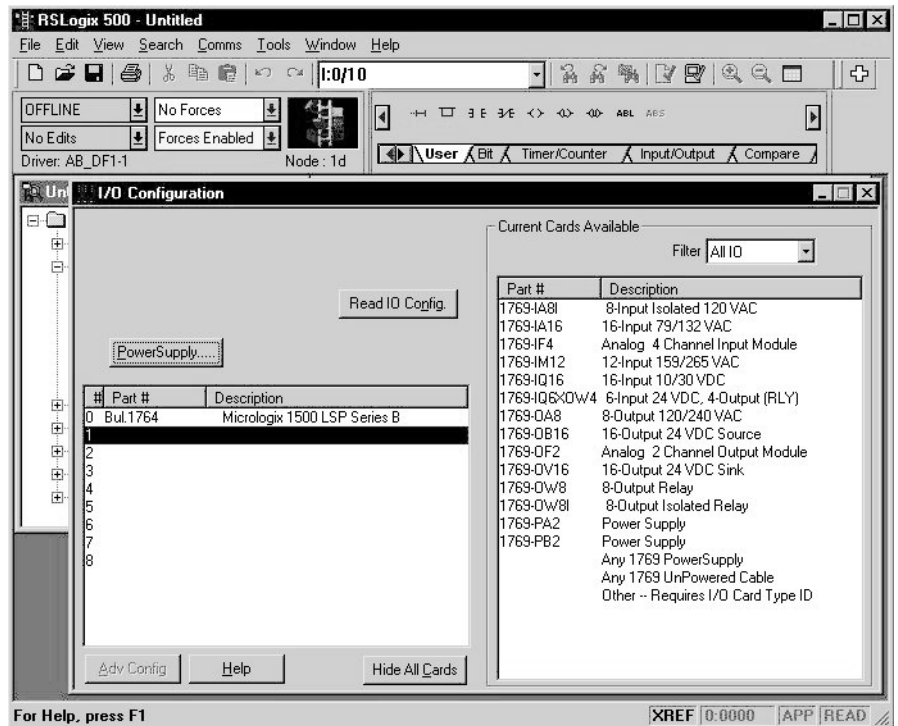 RSLogix 500 - Untitled
File Edit View Search Comms Tools Window Help
I:0/10
OFFLINE No Forces
No Edits Forces Enabled
Driver: AB_DF1-1 Node : 1d
ABL ABS
User Bit Timer/Counter Input/Output Compare
I/O Configuration
Current Cards Available
Filter All IO
Read IO Config.
PowerSupply.....
# Part # Description
0 Bul.1764 Micrologix 1500 LSP Series B
1
2
3
4
5
6
7
8
Adv Config Help Hide All Cards
Part # Description
1769-IA8I 8-Input Isolated 120 VAC
1769-IA16 16-Input 79/132 VAC
1769-IF4 Analog 4 Channel Input Module
1769-IM12 12-Input 159/265 VAC
1769-IQ16 16-Input 10/30 VDC
1769-IQ6XOW4 6-Input 24 VDC, 4-Output (RLY)
1769-OA8 8-Output 120/240 VAC
1769-OB16 16-Output 24 VDC Source
1769-OF2 Analog 2 Channel Output Module
1769-OV16 16-Output 24 VDC Sink
1769-OW8 8-Output Relay
1769-OW8I 8-Output Isolated Relay
1769-PA2 Power Supply
1769-PB2 Power Supply
Any 1769 PowerSupply
Any 1769 UnPowered Cable
Other -- Requires I/O Card Type ID
For Help, press F1 XREF 0:0000 APP READ